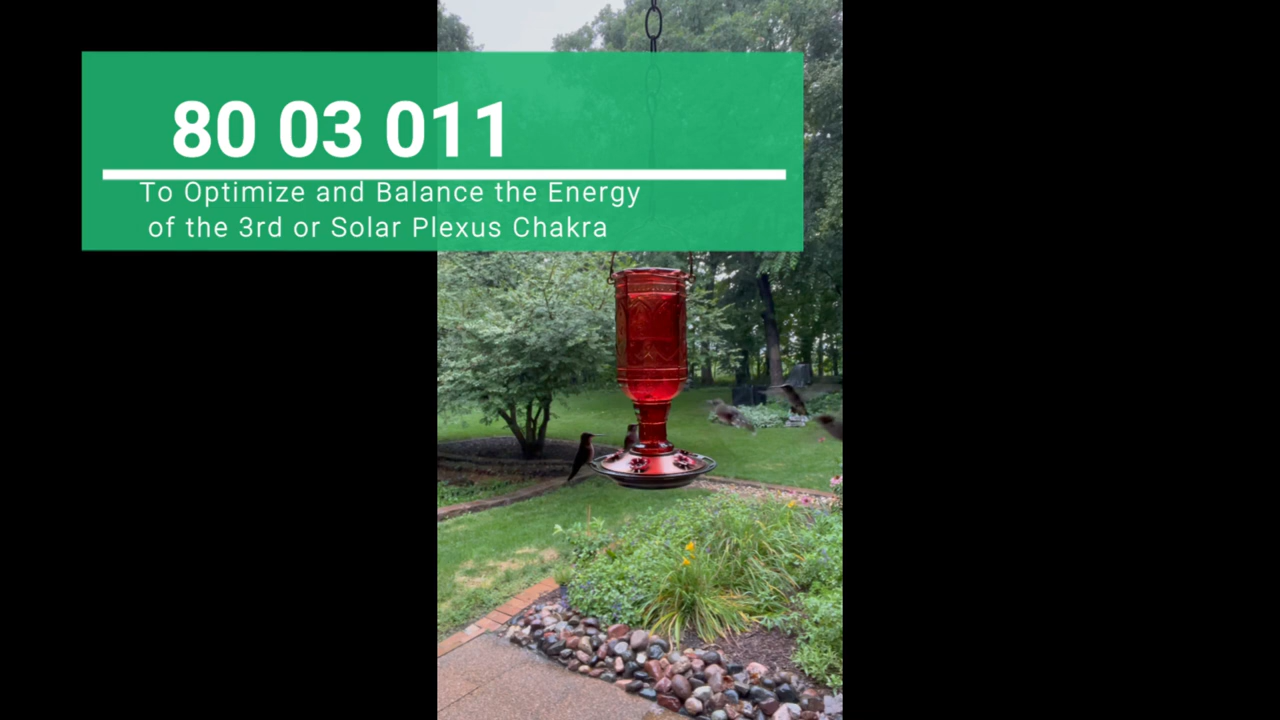 80 03 011
To Optimize and Balance the Energy
of the 3rd or Solar Plexus Chakra